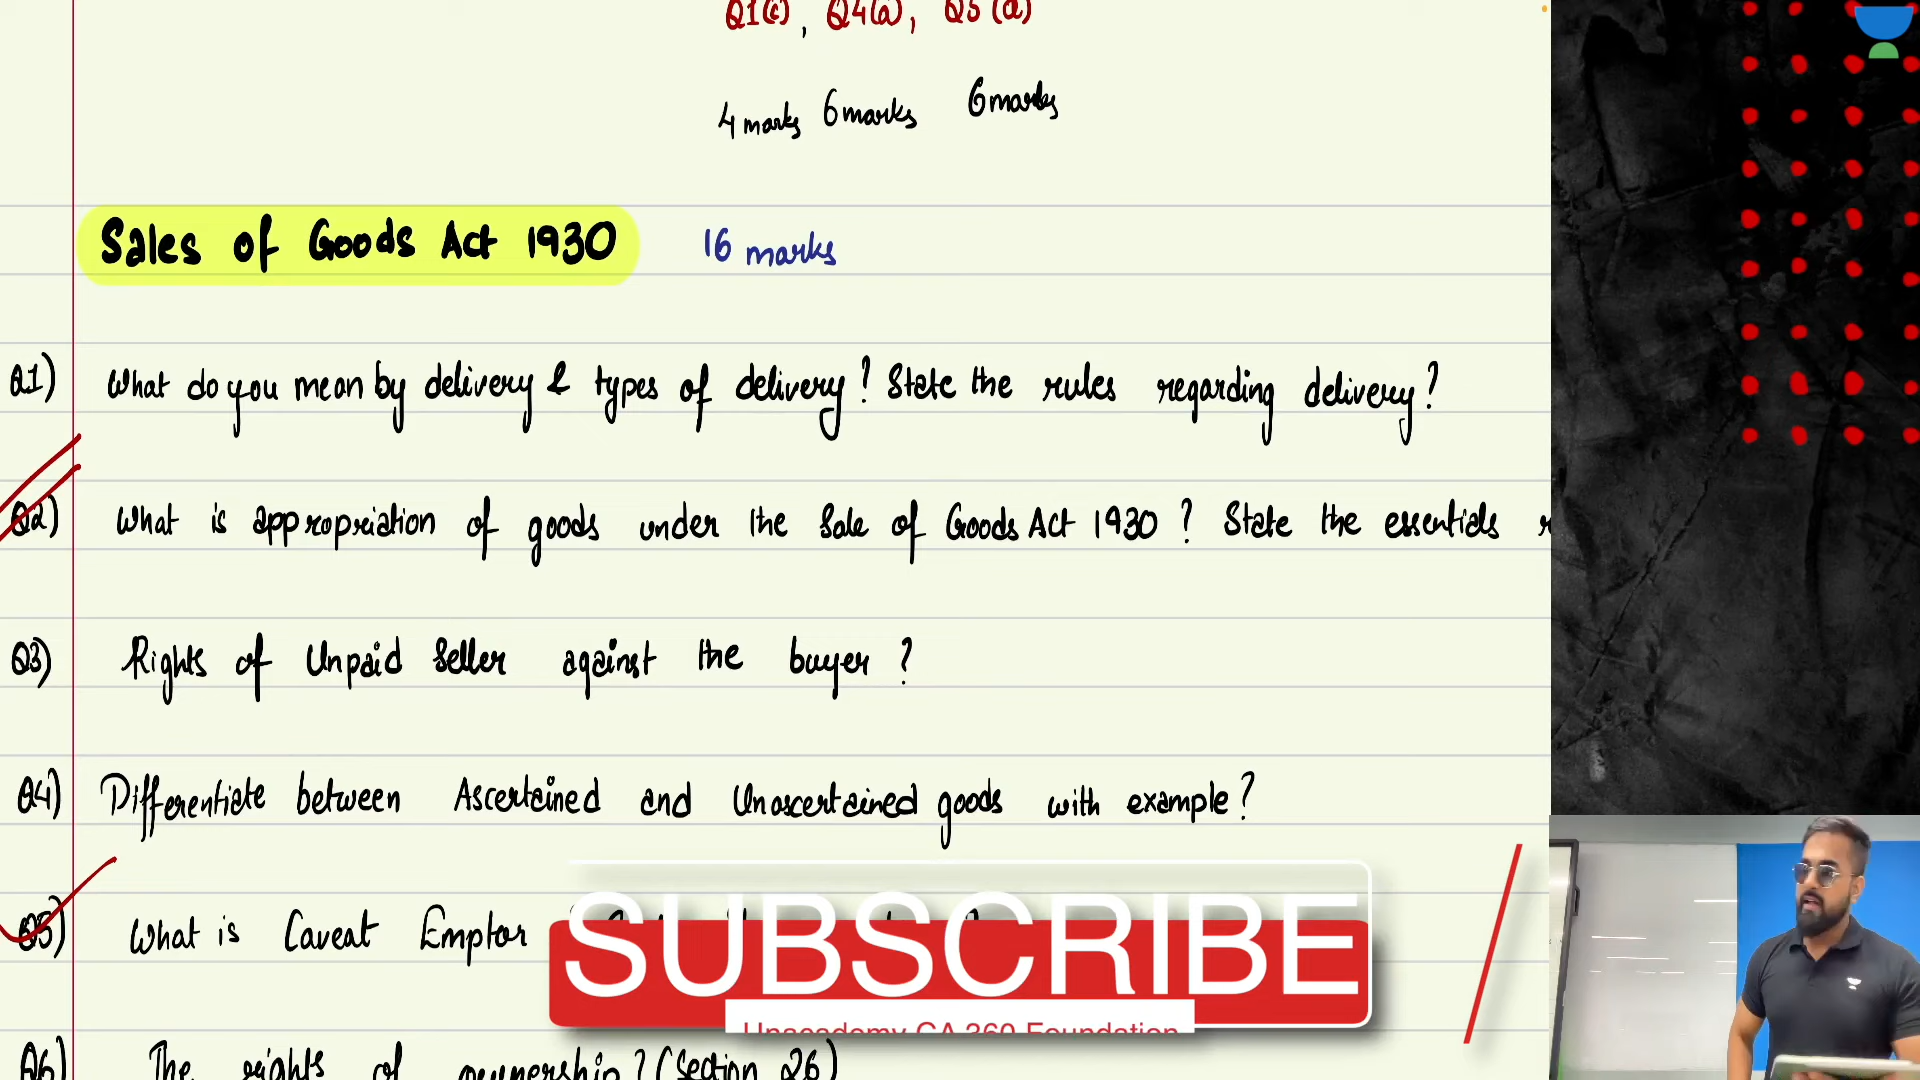 Q1(c), Q4(a), Q5(a)
4 marks 6 marks 6 marks
Sales of Goods Act 1930 16 marks
Q1) What do you mean by delivery & types of delivery? State the rules regarding delivery?
Q2) What is appropriation of goods under the Sale of Goods Act 1930? State the essentials
Q3) Rights of Unpaid Seller against the buyer?
Q4) Differentiate between Ascertained and Unascertained goods with example?
Q5) What is Caveat Emptor
SUBSCRIBE
Unacademy CA 360 Foundation
Q6) The rights of ownership? (Section 26)